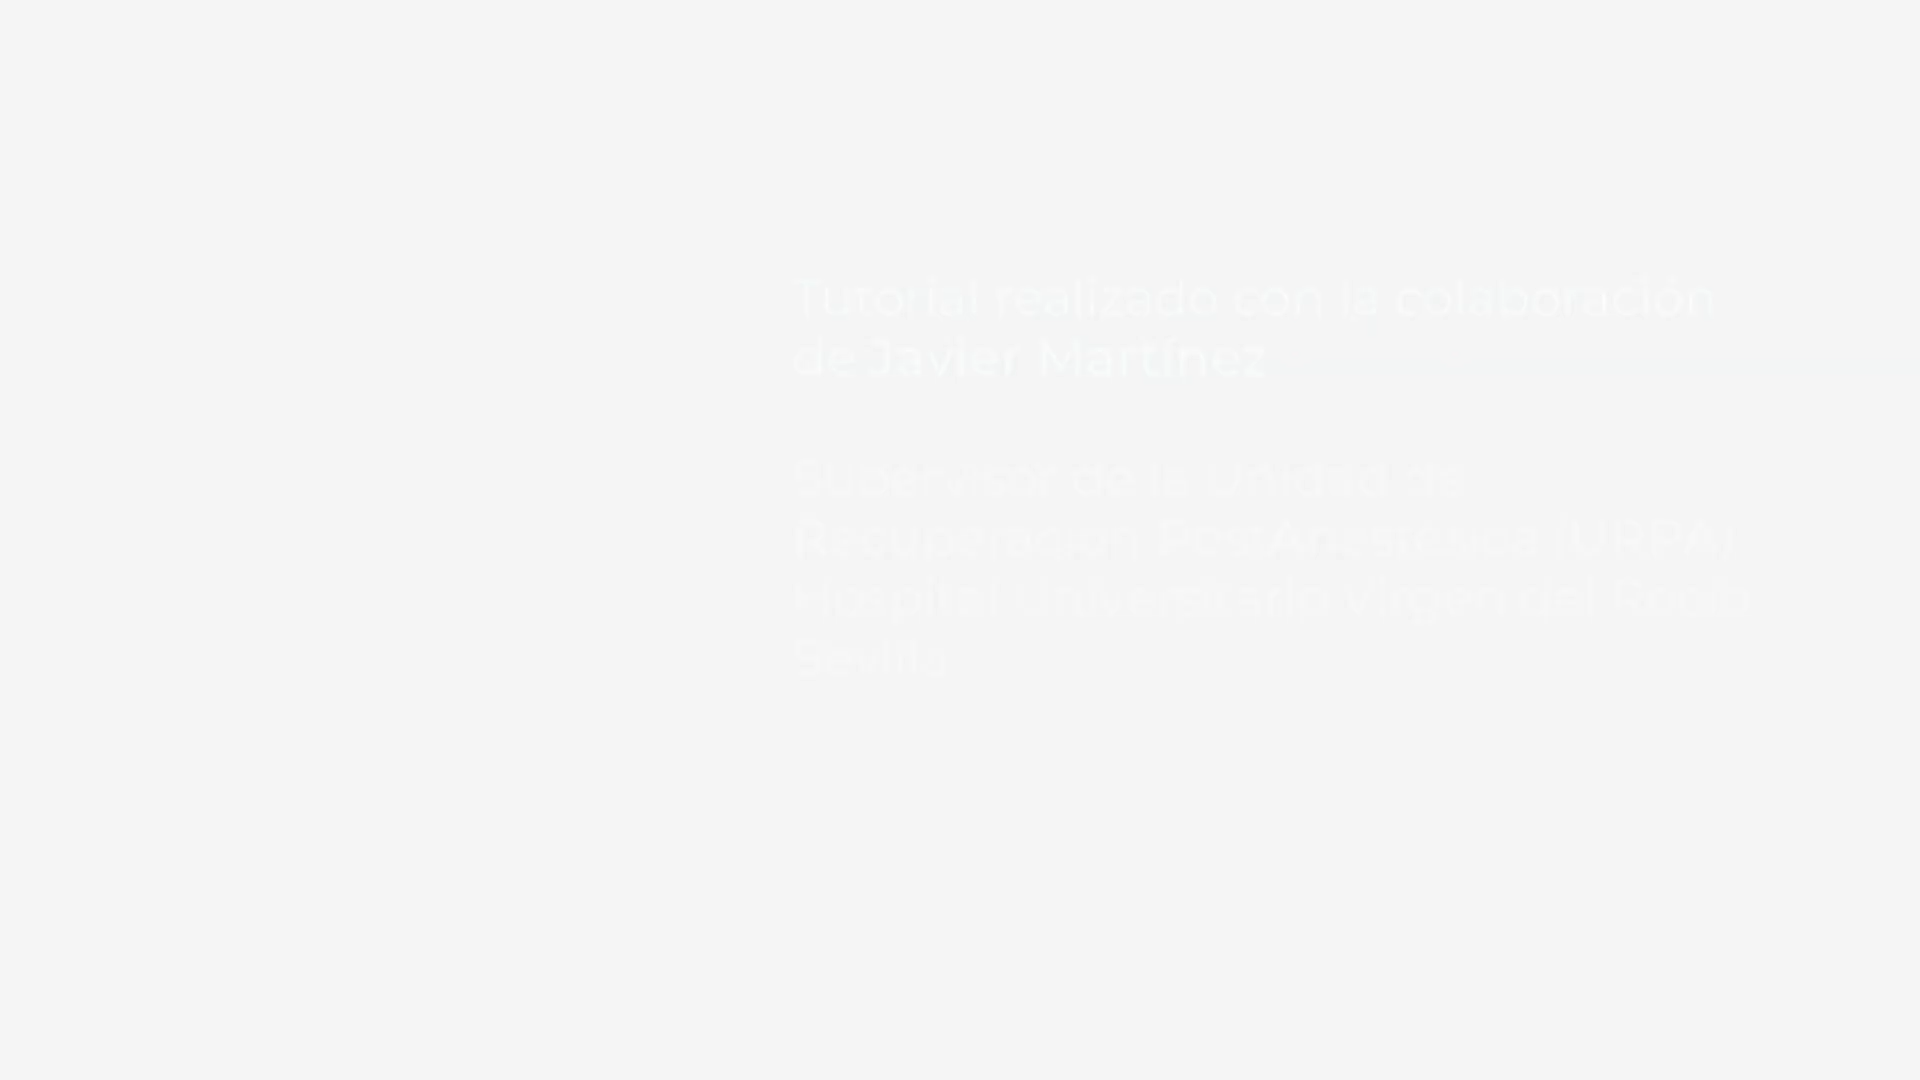 Tutorial realizado con la colaboración
de Javier Martínez
Supervisor de la Unidad de
Recuperación PostAnestésica (URPA)
Hospital Universitario Virgen del Rocío
Sevilla